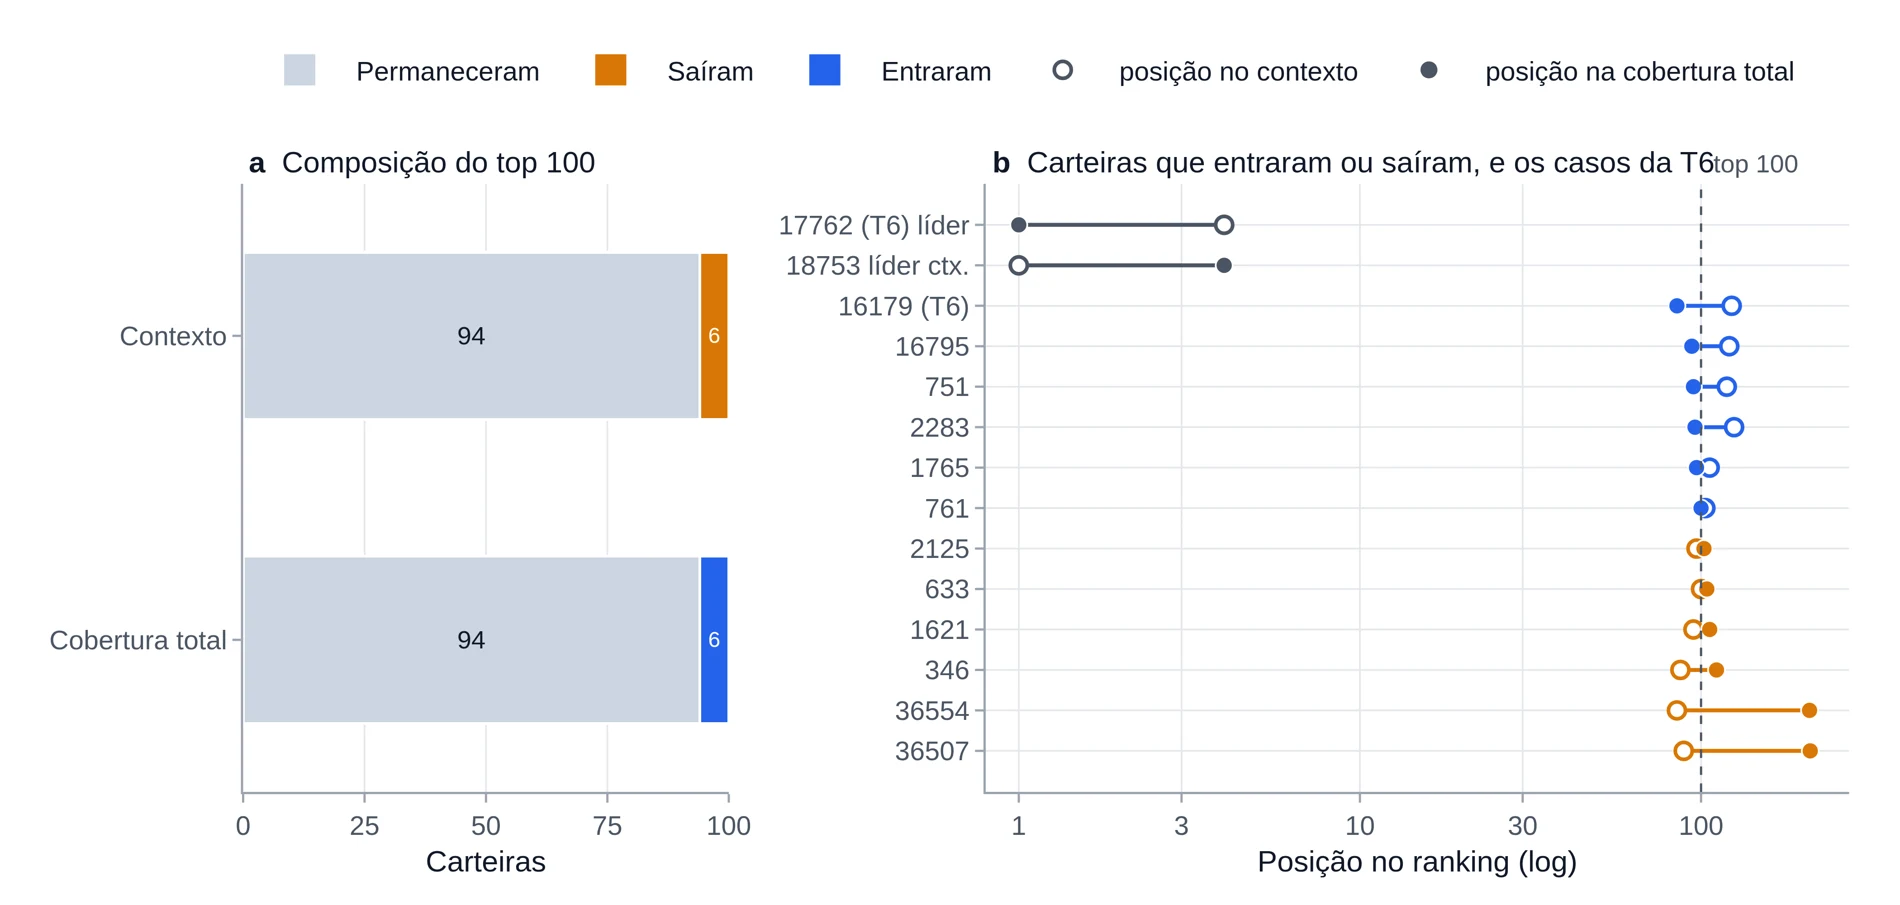 Permaneceram Saíram Entraram posição no contexto posição na cobertura total
a Composição do top 100
Contexto
94 6
Cobertura total
94 6
0 25 50 75 100
Carteiras
b Carteiras que entraram ou saíram, e os casos da T6
top 100
17762 (T6) líder
18753 líder ctx.
16179 (T6)
16795
751
2283
1765
761
2125
633
1621
346
36554
36507
1 3 10 30 100
Posição no ranking (log)